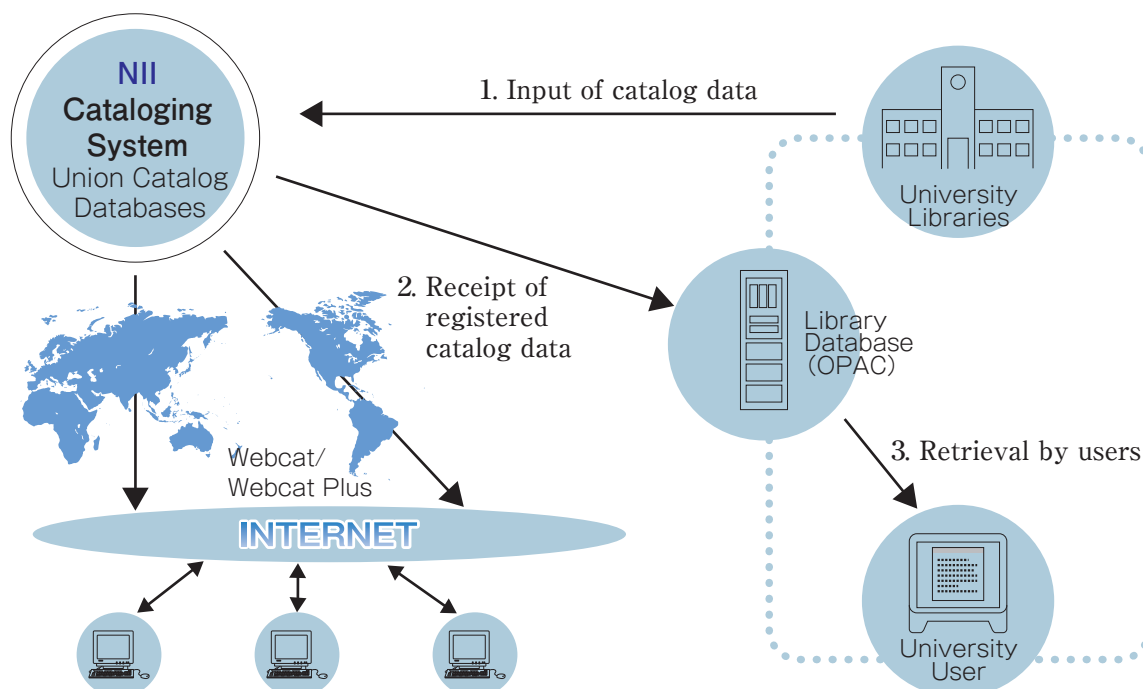 NII
Cataloging
System
Union Catalog
Databases
1. Input of catalog data
University
Libraries
2. Receipt of
registered
catalog data
Library
Database
(OPAC)
3. Retrieval by users
Webcat/
Webcat Plus
INTERNET
University
User